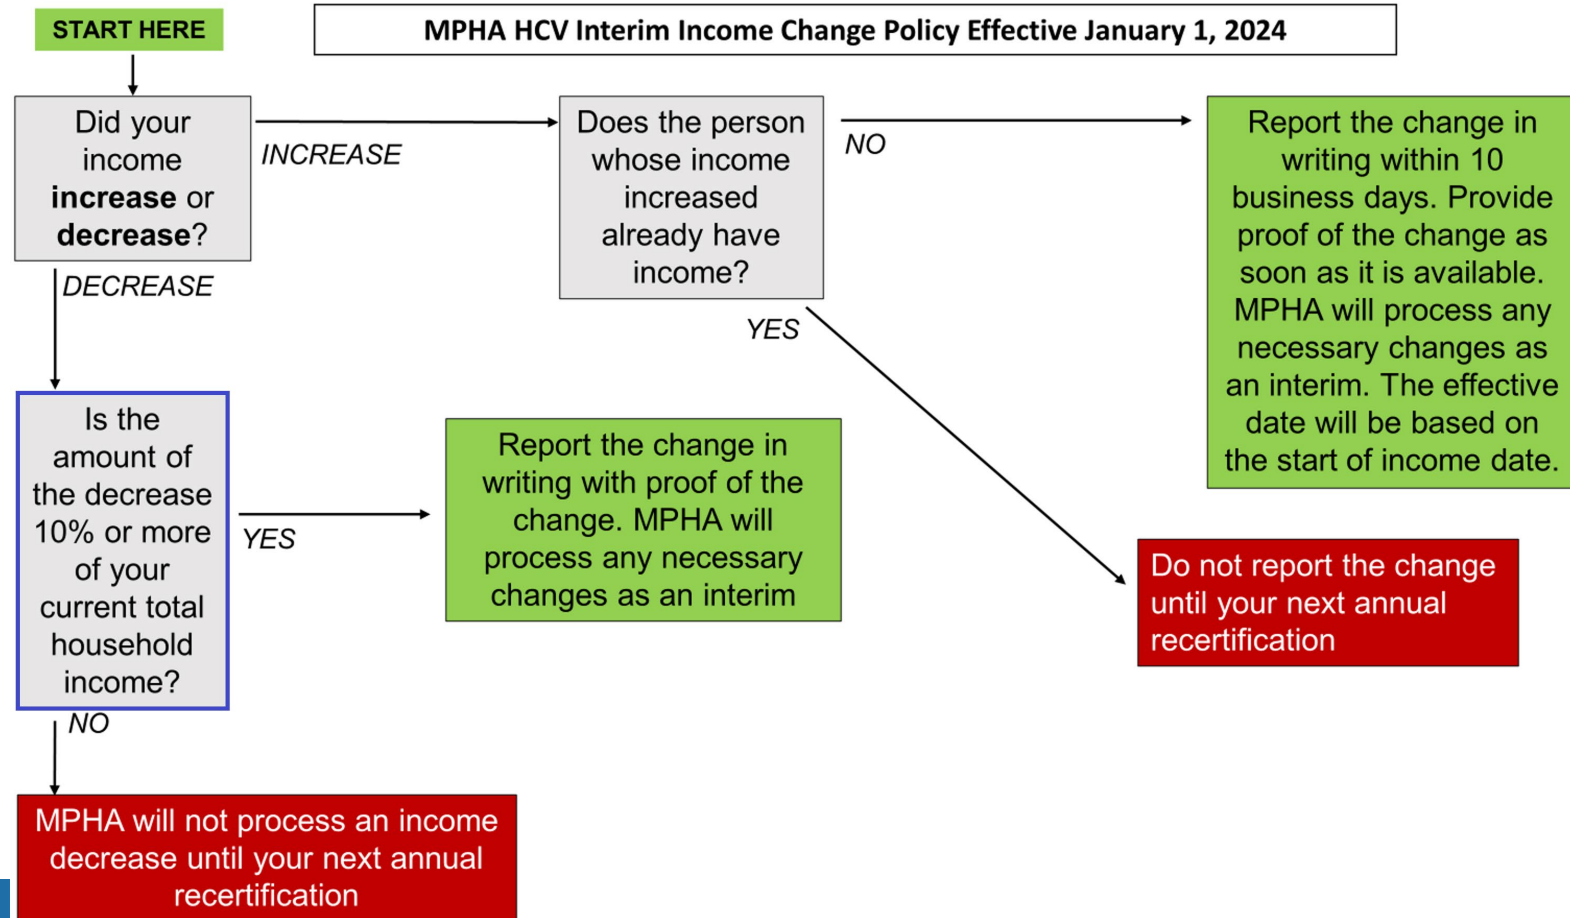 START HERE
MPHA HCV Interim Income Change Policy Effective January 1, 2024
Did your
income
increase or
decrease?
INCREASE
Does the person
whose income
increased
already have
income?
NO
Report the change in
writing within 10
business days. Provide
proof of the change as
soon as it is available.
MPHA will process any
necessary changes as
an interim. The effective
date will be based on
the start of income date.
DECREASE
YES
Is the
amount of
the decrease
10% or more
of your
current total
household
income?
YES
Report the change in
writing with proof of the
change. MPHA will
process any necessary
changes as an interim
Do not report the change
until your next annual
recertification
NO
MPHA will not process an income
decrease until your next annual
recertification